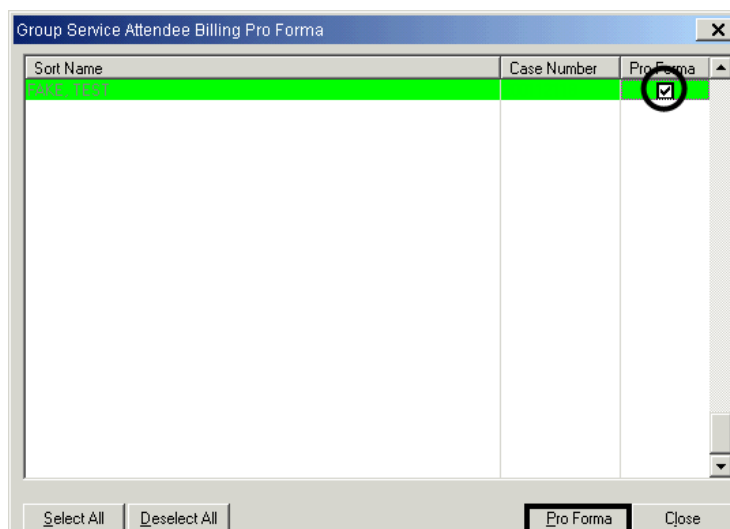 Group Service Attendee Billing Pro Forma
Sort Name Case Number Pro Forma
FAKE, TEST
Select All Deselect All Pro Forma Close